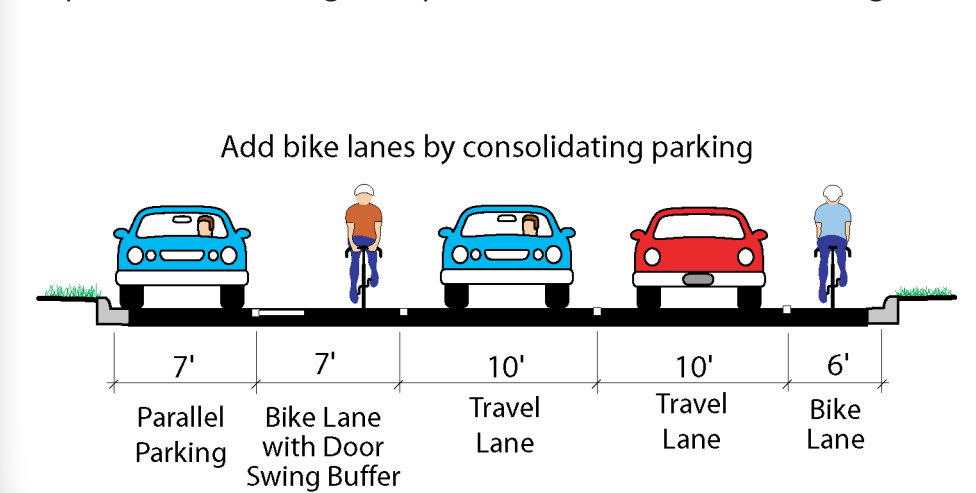 Add bike lanes by consolidating parking
7' 7' 10' 10' 6'
Parallel
Parking
Bike Lane
with Door
Swing Buffer
Travel
Lane
Travel
Lane
Bike
Lane